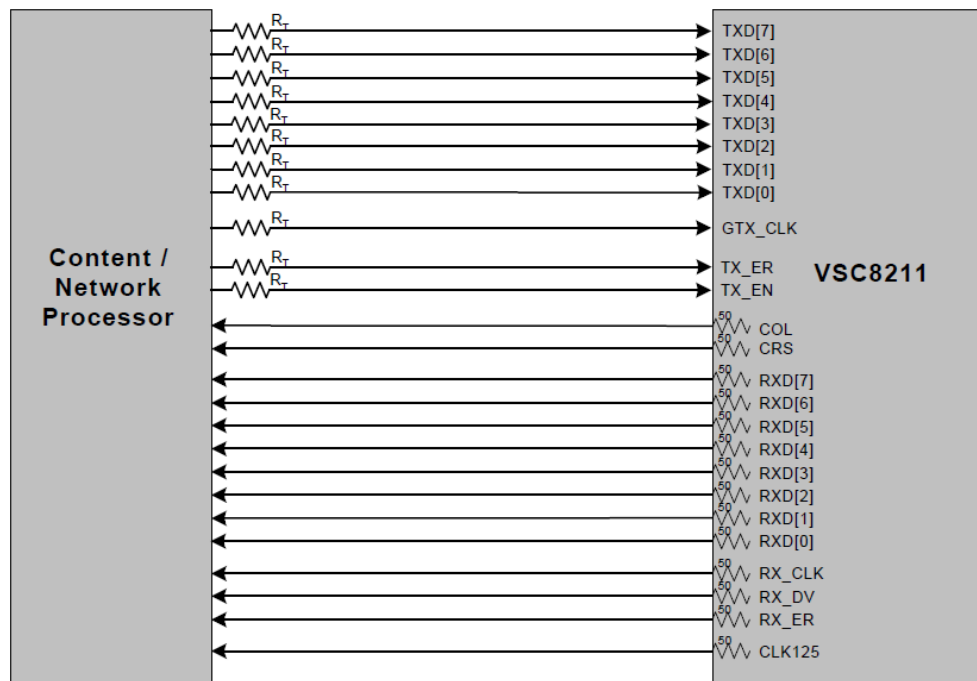 R_T TXD[7]
R_T TXD[6]
R_T TXD[5]
R_T TXD[4]
R_T TXD[3]
R_T TXD[2]
R_T TXD[1]
R_T TXD[0]
R_T GTX_CLK
Content /
Network
Processor
R_T TX_ER
R_T TX_EN
VSC8211
50 COL
50 CRS
50 RXD[7]
50 RXD[6]
50 RXD[5]
50 RXD[4]
50 RXD[3]
50 RXD[2]
50 RXD[1]
50 RXD[0]
50 RX_CLK
50 RX_DV
50 RX_ER
50 CLK125